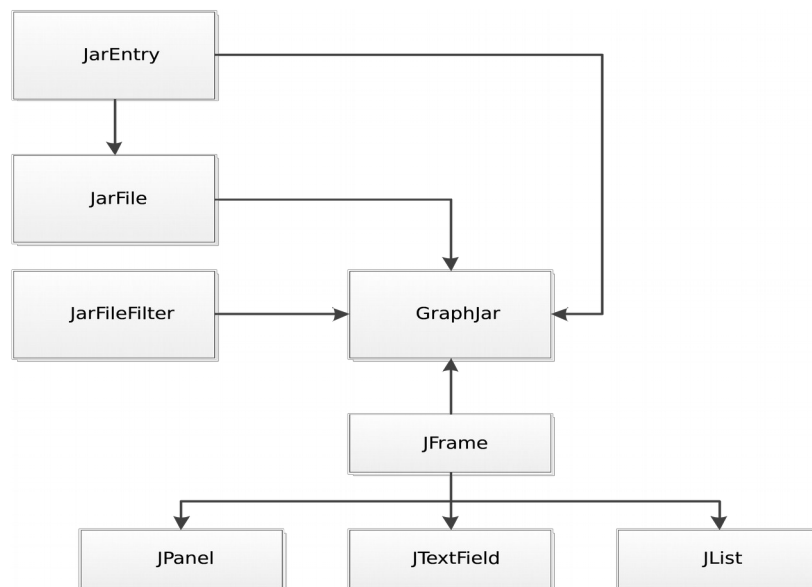 JarEntry
JarFile
JarFileFilter
GraphJar
JFrame
JPanel
JTextField
JList